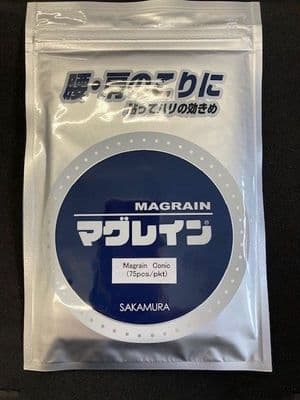 腰・肩のこりに
貼ってハリの効きめ
MAGRAIN
マグレイン
Magrain Conic
(75pcs/pkt)
SAKAMURA